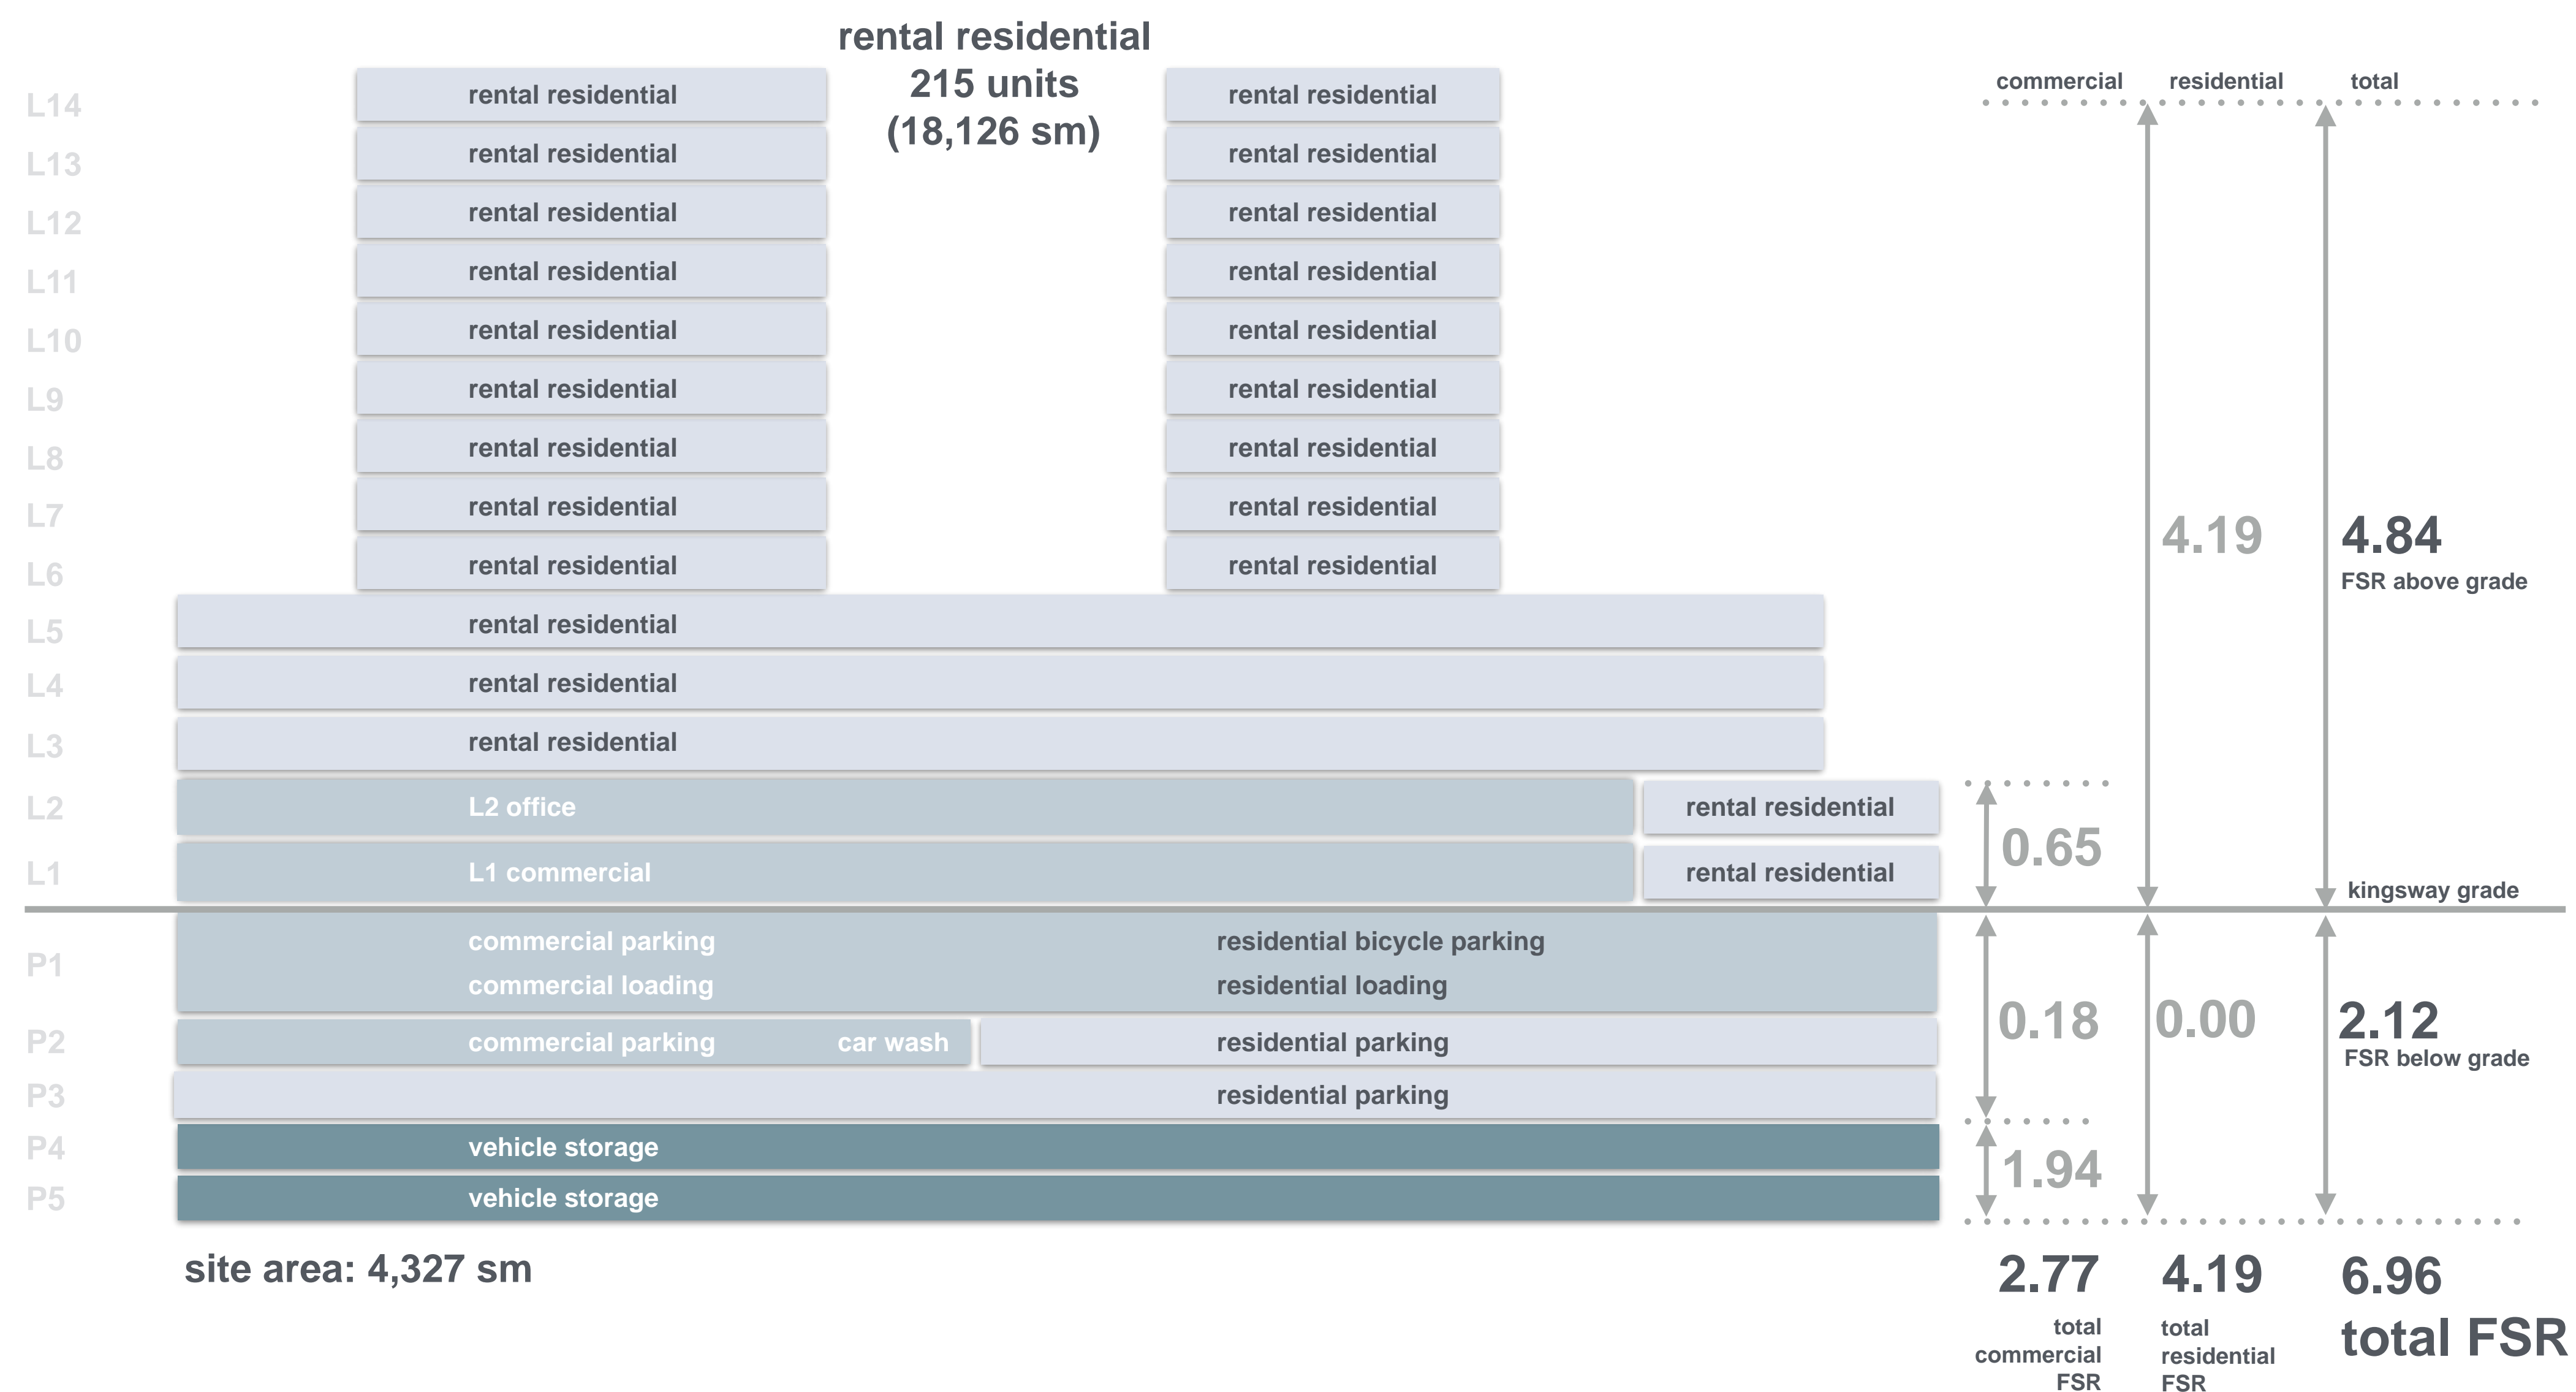 rental residential
215 units
(18,126 sm)
commercial residential total
L14 rental residential rental residential
L13 rental residential rental residential
L12 rental residential rental residential
L11 rental residential rental residential
L10 rental residential rental residential
L9 rental residential rental residential
L8 rental residential rental residential
L7 rental residential rental residential
4.19 4.84
FSR above grade
L6 rental residential rental residential
L5 rental residential
L4 rental residential
L3 rental residential
L2 L2 office rental residential
0.65
L1 L1 commercial rental residential
kingsway grade
P1 commercial parking residential bicycle parking
commercial loading residential loading
0.18 0.00 2.12
FSR below grade
P2 commercial parking car wash residential parking
P3 residential parking
P4 vehicle storage
1.94
P5 vehicle storage
site area: 4,327 sm
2.77 4.19 6.96
total
commercial
FSR
total
residential
FSR
total FSR